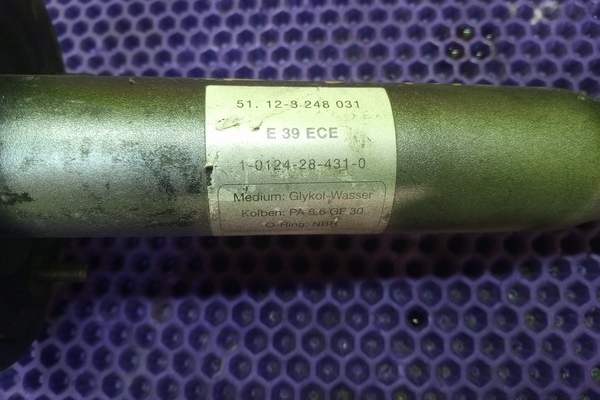 51. 12-8 248 031
E 39 ECE
1-0124-28-431-0
Medium: Glykol-Wasser
Kolben: PA 6.6 GF 30
O-Ring: NBR